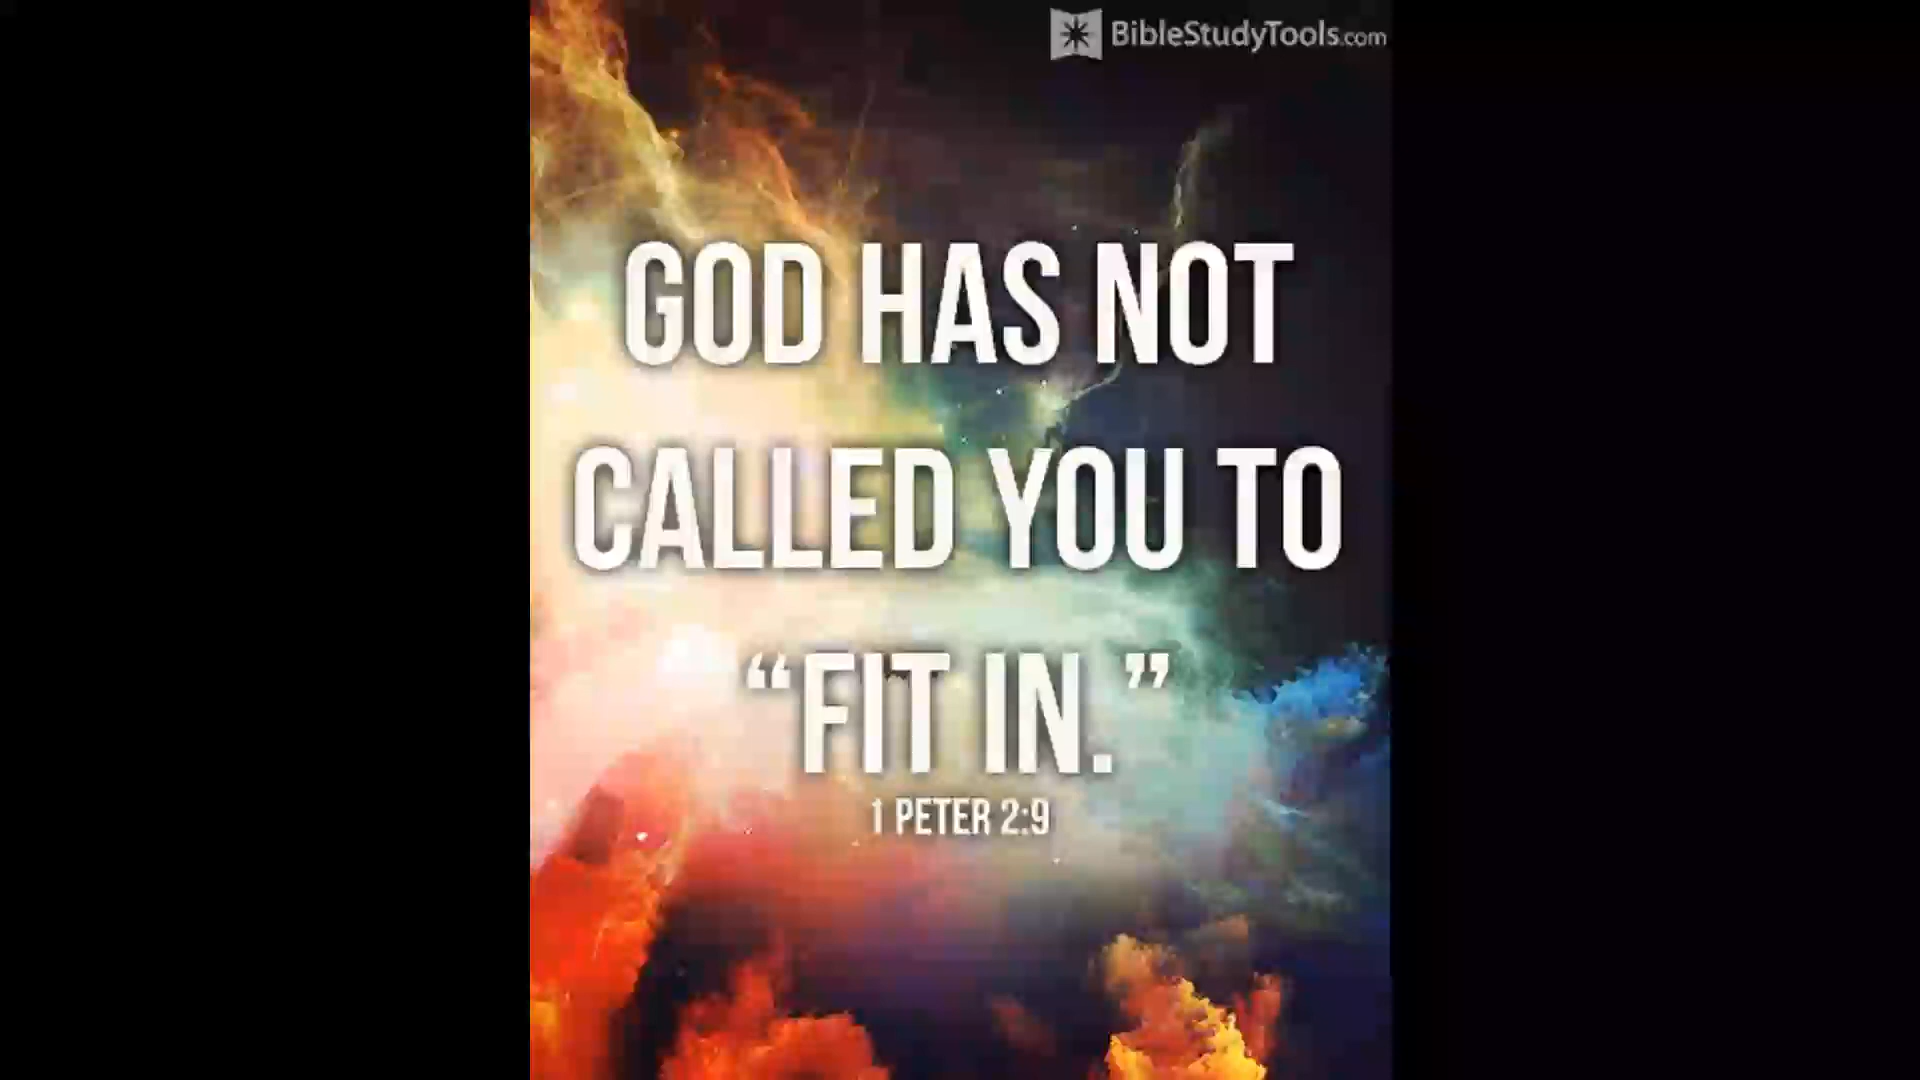 BibleStudyTools.com
GOD HAS NOT
CALLED YOU TO
“FIT IN.”
1 PETER 2:9